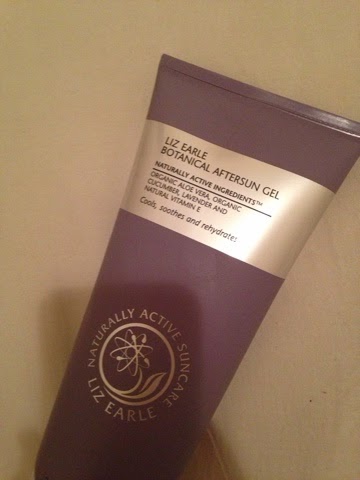 LIZ EARLE
BOTANICAL AFTERSUN GEL
NATURALLY ACTIVE INGREDIENTS™
ORGANIC ALOE VERA, ORGANIC
CUCUMBER, LAVENDER AND
NATURAL VITAMIN E
Cools, soothes and rehydrates
NATURALLY ACTIVE SUNCARE
LIZ EARLE